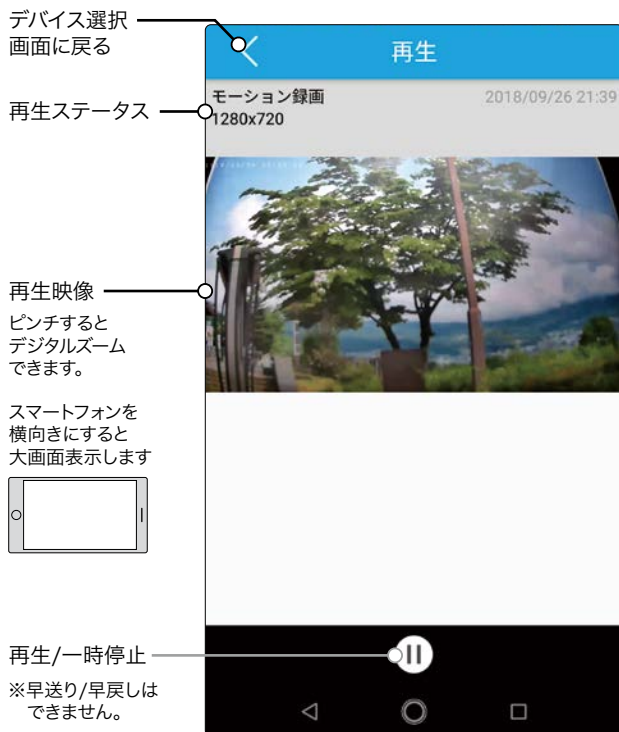 デバイス選択
画面に戻る
再生
再生ステータス
モーション録画
2018/09/26 21:39
1280x720
再生映像
ピンチすると
デジタルズーム
できます。
スマートフォンを
横向きにすると
大画面表示します
再生/一時停止
※早送り/早戻しは
できません。